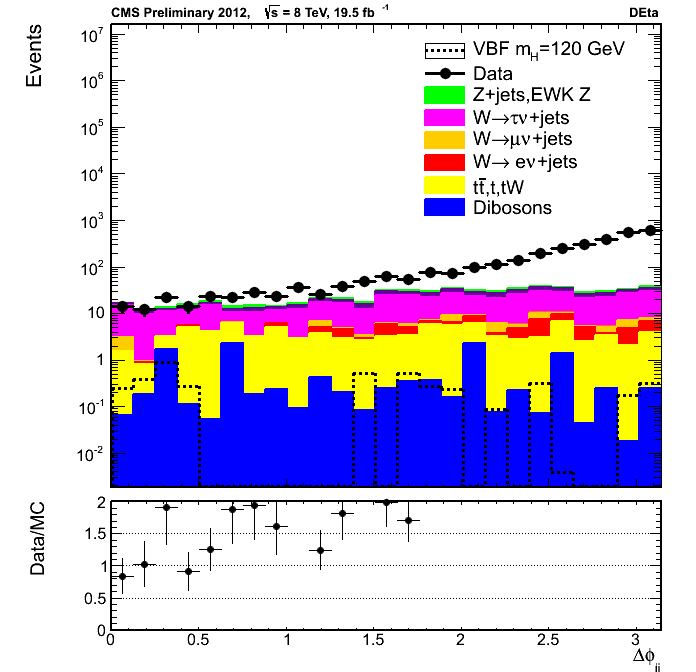 CMS Preliminary 2012, √s = 8 TeV, 19.5 fb⁻¹ DEta
Events
10⁷
10⁶
10⁵
10⁴
10³
10²
10
1
10⁻¹
10⁻²
VBF m_H=120 GeV
Data
Z+jets,EWK Z
W→τν+jets
W→μν+jets
W→ eν+jets
tt̄,t,tW
Dibosons
Data/MC
2
1.5
1
0.5
0
0 0.5 1 1.5 2 2.5 3
Δϕ_jj